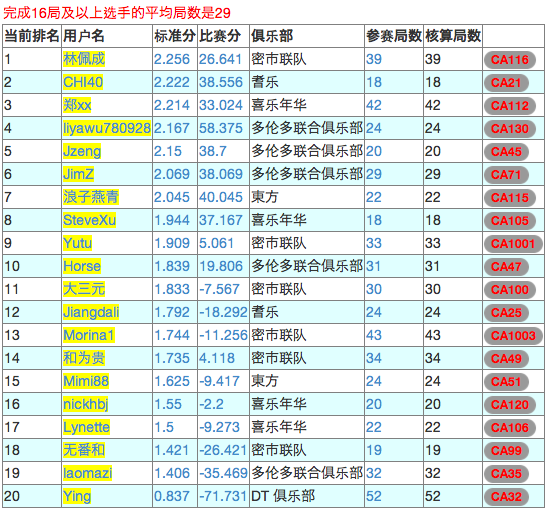 完成16局及以上选手的平均局数是29
当前排名 用户名 标准分 比赛分 俱乐部 参赛局数 核算局数
1 林佩成 2.256 26.641 密市联队 39 39 CA116
2 CHI40 2.222 38.556 耆乐 18 18 CA21
3 郑xx 2.214 33.024 喜乐年华 42 42 CA112
4 liyawu780928 2.167 58.375 多伦多联合俱乐部 24 24 CA130
5 Jzeng 2.15 38.7 多伦多联合俱乐部 20 20 CA45
6 JimZ 2.069 38.069 多伦多联合俱乐部 29 29 CA71
7 浪子燕青 2.045 40.045 東方 22 22 CA115
8 SteveXu 1.944 37.167 喜乐年华 18 18 CA105
9 Yutu 1.909 5.061 密市联队 33 33 CA1001
10 Horse 1.839 19.806 多伦多联合俱乐部 31 31 CA47
11 大三元 1.833 -7.567 密市联队 30 30 CA100
12 Jiangdali 1.792 -18.292 耆乐 24 24 CA25
13 Morina1 1.744 -11.256 密市联队 43 43 CA1003
14 和为贵 1.735 4.118 密市联队 34 34 CA49
15 Mimi88 1.625 -9.417 東方 24 24 CA51
16 nickhbj 1.55 -2.2 喜乐年华 20 20 CA120
17 Lynette 1.5 -9.273 喜乐年华 22 22 CA106
18 无番和 1.421 -26.421 密市联队 19 19 CA99
19 laomazi 1.406 -35.469 多伦多联合俱乐部 32 32 CA35
20 Ying 0.837 -71.731 DT 俱乐部 52 52 CA32